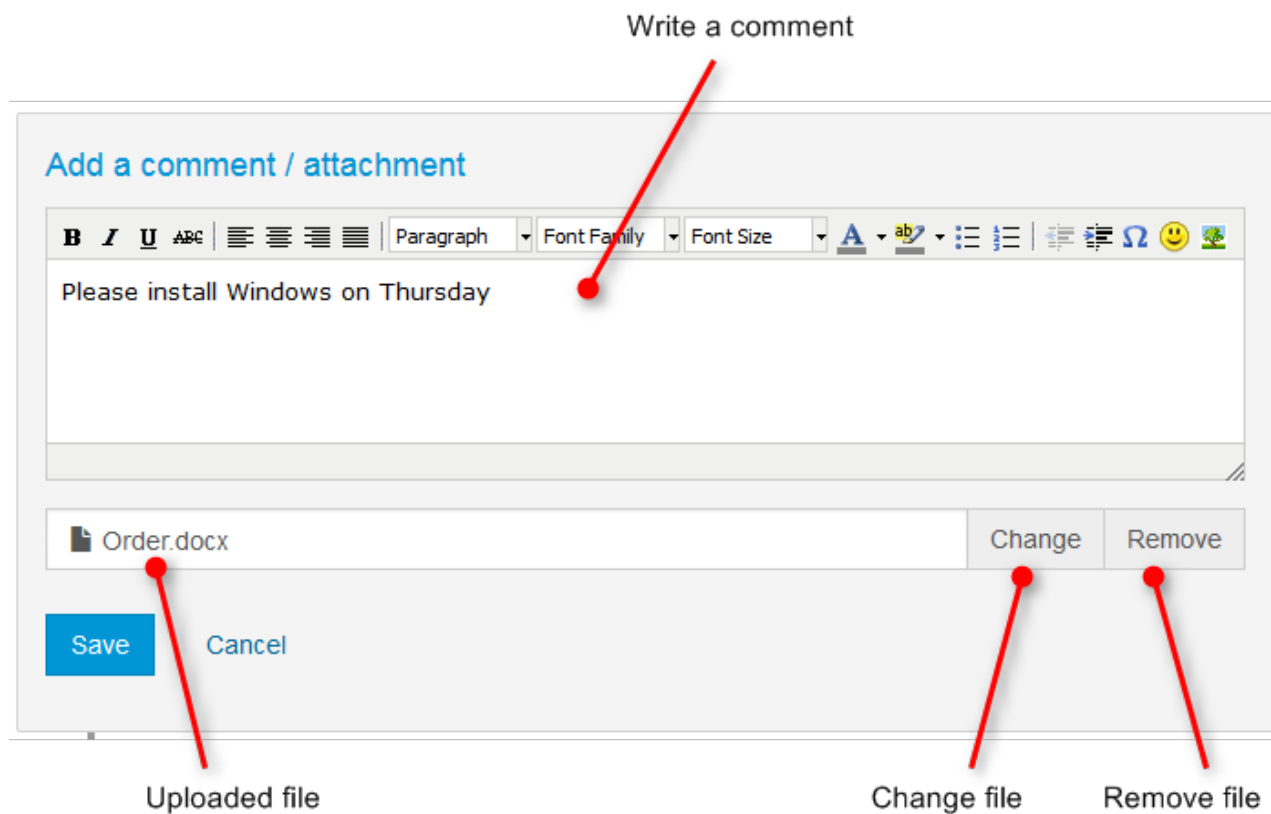 Write a comment
Add a comment / attachment
B I U ABC Paragraph Font Family Font Size A ab
Please install Windows on Thursday
Order.docx Change Remove
Save Cancel
Uploaded file Change file Remove file